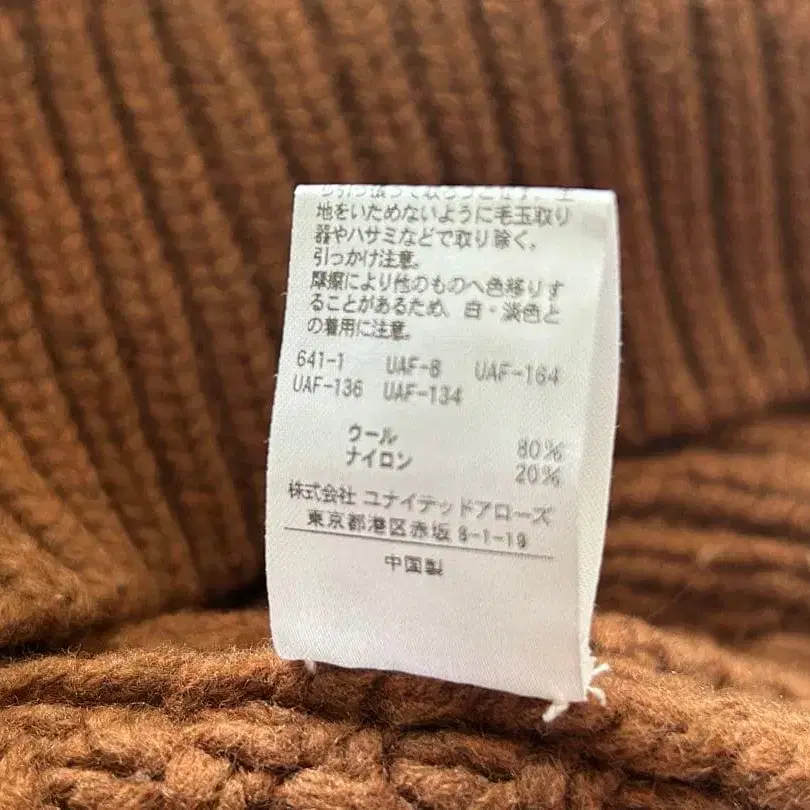 地をいためないように毛玉取り
器やハサミなどで取り除く。
引っかけ注意。
摩擦により他のものへ色移りす
ることがあるため、白・淡色と
の着用に注意。
641-1 UAF-8 UAF-164
UAF-136 UAF-134
ウール 80%
ナイロン 20%
株式会社 ユナイテッドアローズ
東京都港区赤坂 8-1-19
中国製